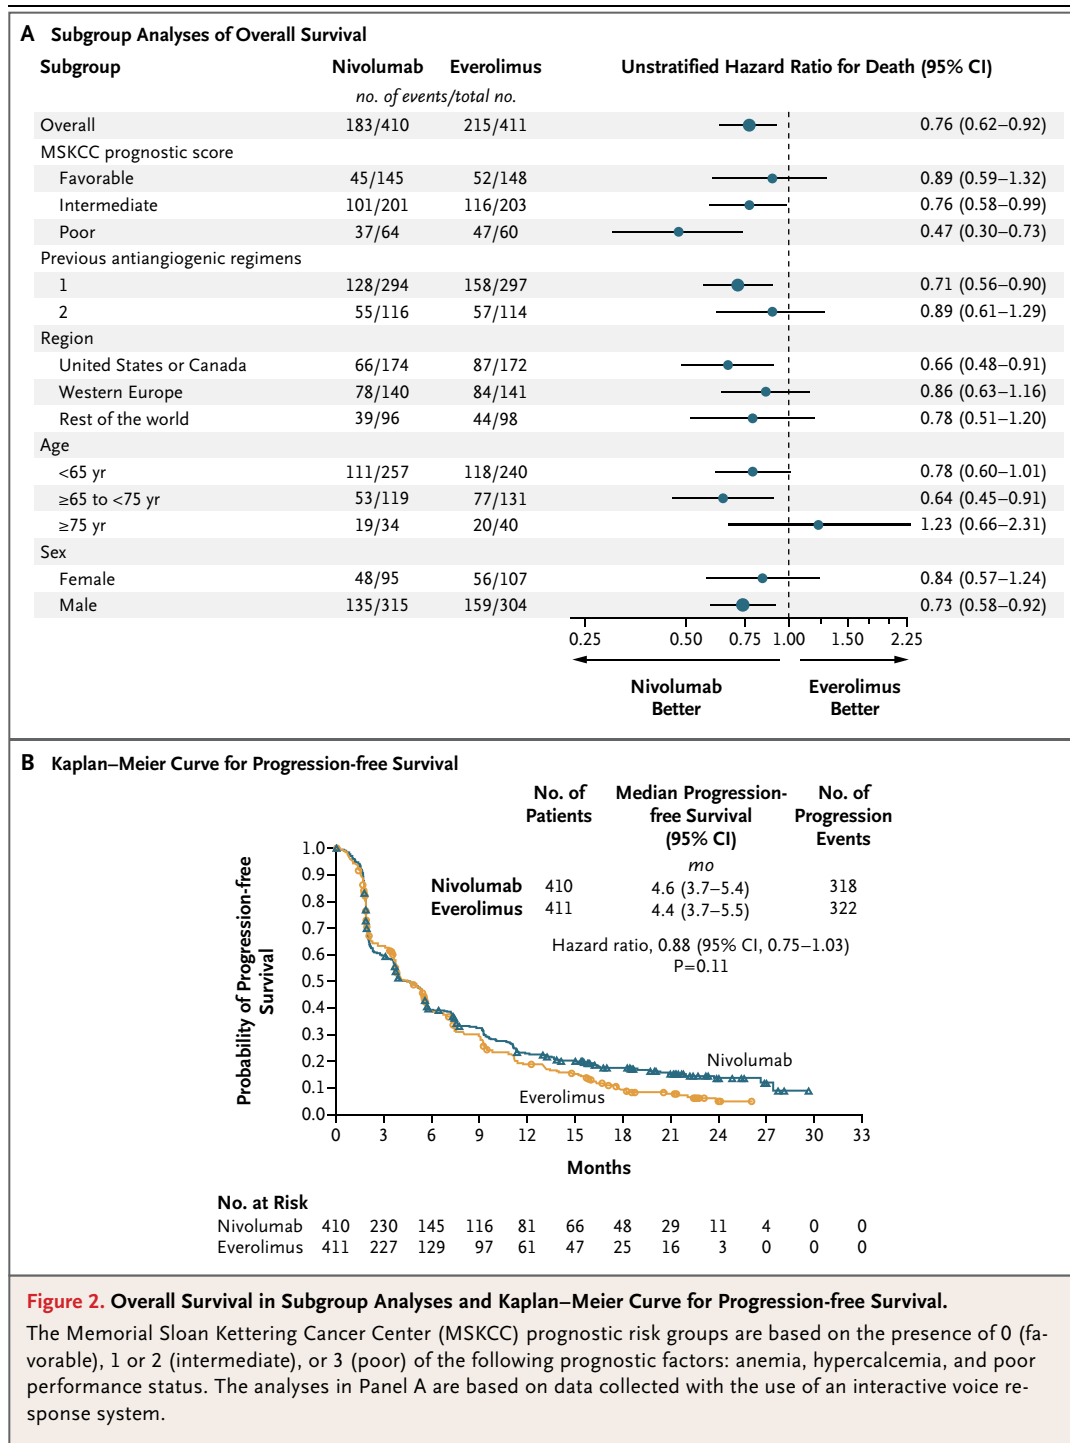 A Subgroup Analyses of Overall Survival
Subgroup Nivolumab Everolimus Unstratified Hazard Ratio for Death (95% CI)
no. of events/total no.
Overall 183/410 215/411 0.76 (0.62–0.92)
MSKCC prognostic score
Favorable 45/145 52/148 0.89 (0.59–1.32)
Intermediate 101/201 116/203 0.76 (0.58–0.99)
Poor 37/64 47/60 0.47 (0.30–0.73)
Previous antiangiogenic regimens
1 128/294 158/297 0.71 (0.56–0.90)
2 55/116 57/114 0.89 (0.61–1.29)
Region
United States or Canada 66/174 87/172 0.66 (0.48–0.91)
Western Europe 78/140 84/141 0.86 (0.63–1.16)
Rest of the world 39/96 44/98 0.78 (0.51–1.20)
Age
<65 yr 111/257 118/240 0.78 (0.60–1.01)
≥65 to <75 yr 53/119 77/131 0.64 (0.45–0.91)
≥75 yr 19/34 20/40 1.23 (0.66–2.31)
Sex
Female 48/95 56/107 0.84 (0.57–1.24)
Male 135/315 159/304 0.73 (0.58–0.92)
0.25 0.50 0.75 1.00 1.50 2.25
Nivolumab Everolimus
Better Better
B Kaplan–Meier Curve for Progression-free Survival
No. of Median Progression- No. of
Patients free Survival Progression
(95% CI) Events
mo
Nivolumab 410 4.6 (3.7–5.4) 318
Everolimus 411 4.4 (3.7–5.5) 322
Hazard ratio, 0.88 (95% CI, 0.75–1.03)
P=0.11
Probability of Progression-free
Survival
1.0
0.9
0.8
0.7
0.6
0.5
0.4
0.3
0.2
0.1
0.0
Nivolumab
Everolimus
0 3 6 9 12 15 18 21 24 27 30 33
Months
No. at Risk
Nivolumab 410 230 145 116 81 66 48 29 11 4 0 0
Everolimus 411 227 129 97 61 47 25 16 3 0 0 0
Figure 2. Overall Survival in Subgroup Analyses and Kaplan–Meier Curve for Progression-free Survival.
The Memorial Sloan Kettering Cancer Center (MSKCC) prognostic risk groups are based on the presence of 0 (fa-
vorable), 1 or 2 (intermediate), or 3 (poor) of the following prognostic factors: anemia, hypercalcemia, and poor
performance status. The analyses in Panel A are based on data collected with the use of an interactive voice re-
sponse system.